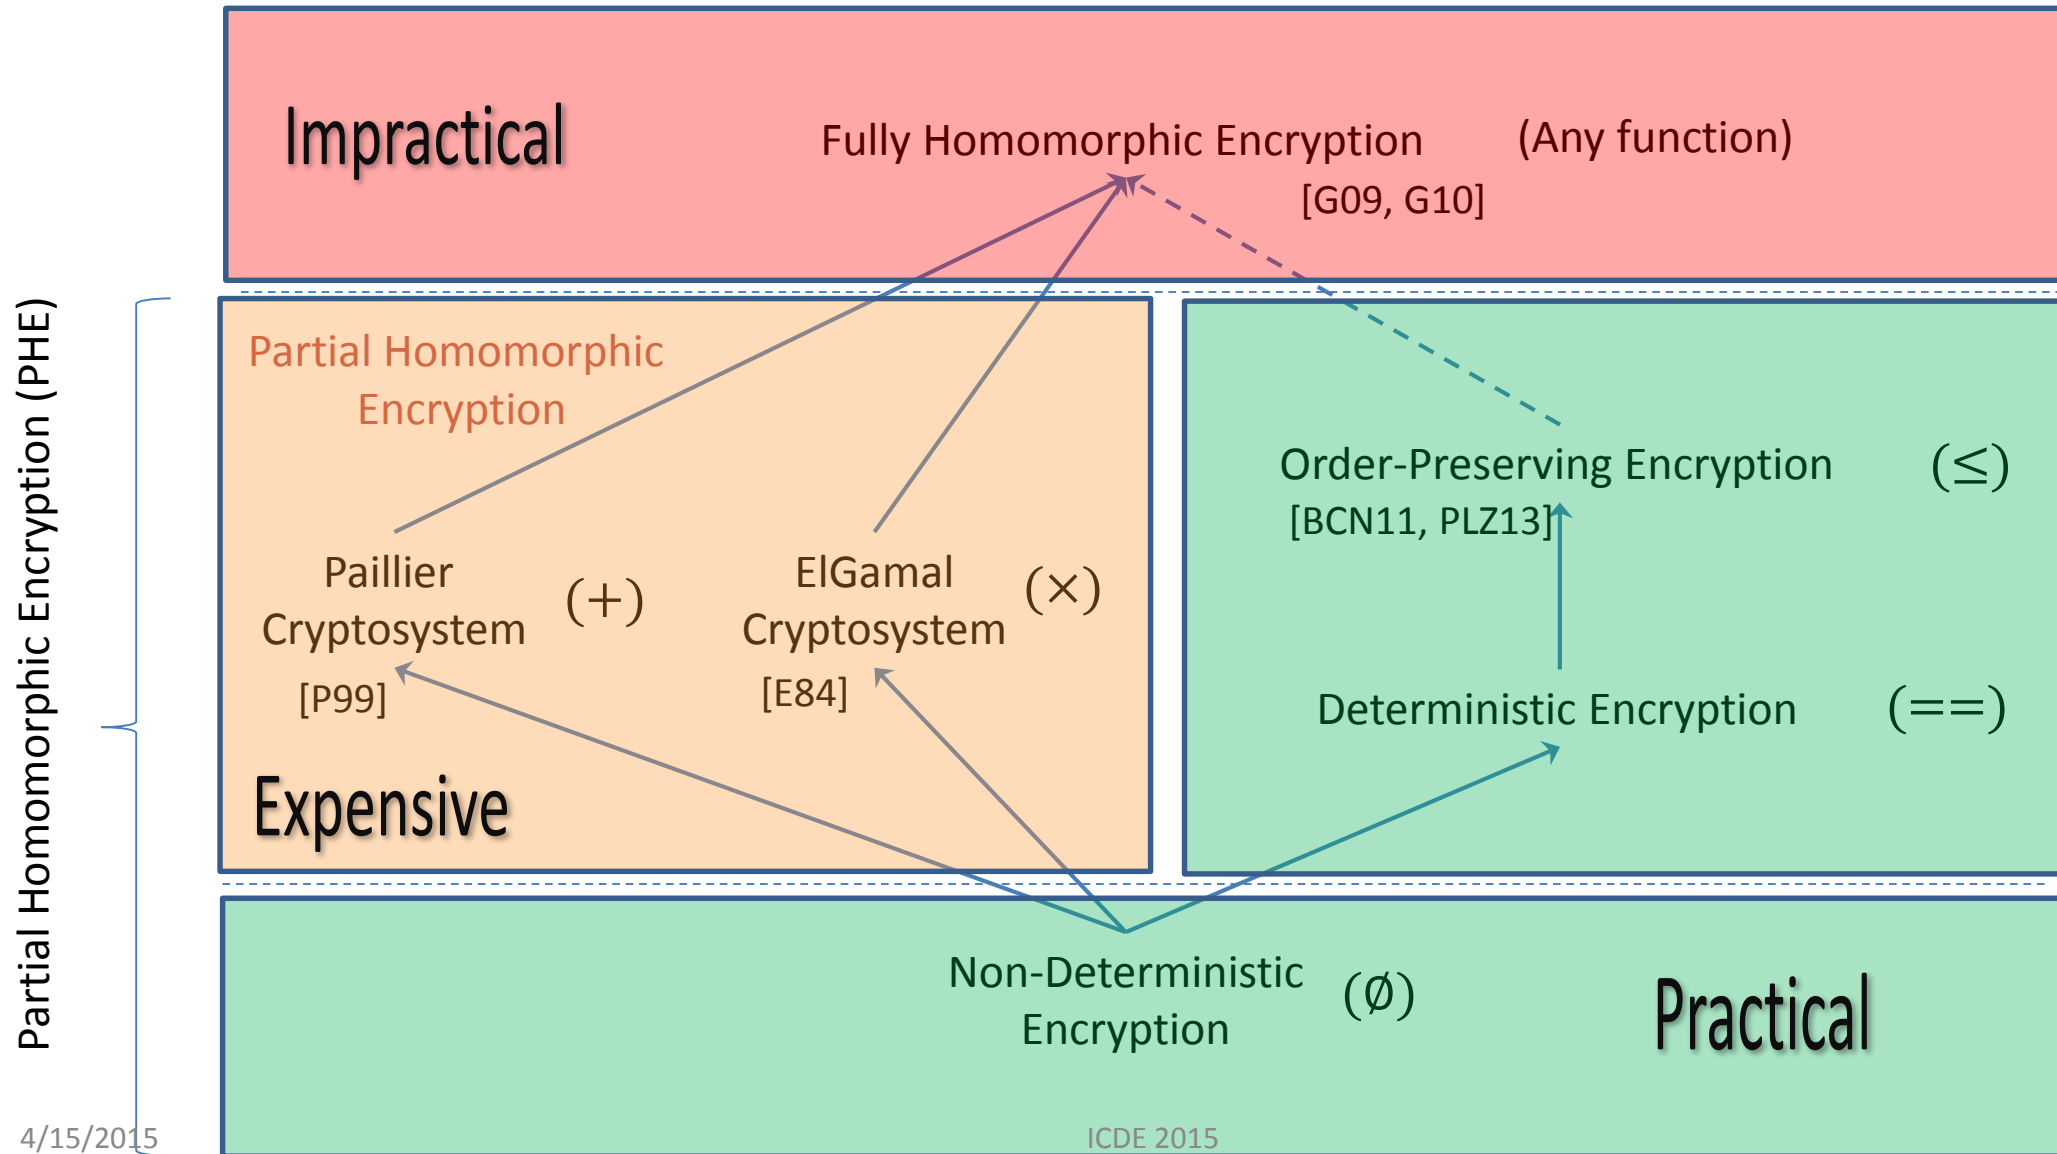 Impractical
Fully Homomorphic Encryption (Any function)
[G09, G10]
Partial Homomorphic Encryption (PHE)
Partial Homomorphic
Encryption
Order-Preserving Encryption (≤)
[BCN11, PLZ13]
Paillier
Cryptosystem (+)
[P99]
ElGamal
Cryptosystem (×)
[E84]
Deterministic Encryption (==)
Expensive
Non-Deterministic
Encryption (∅)
Practical
4/15/2015
ICDE 2015